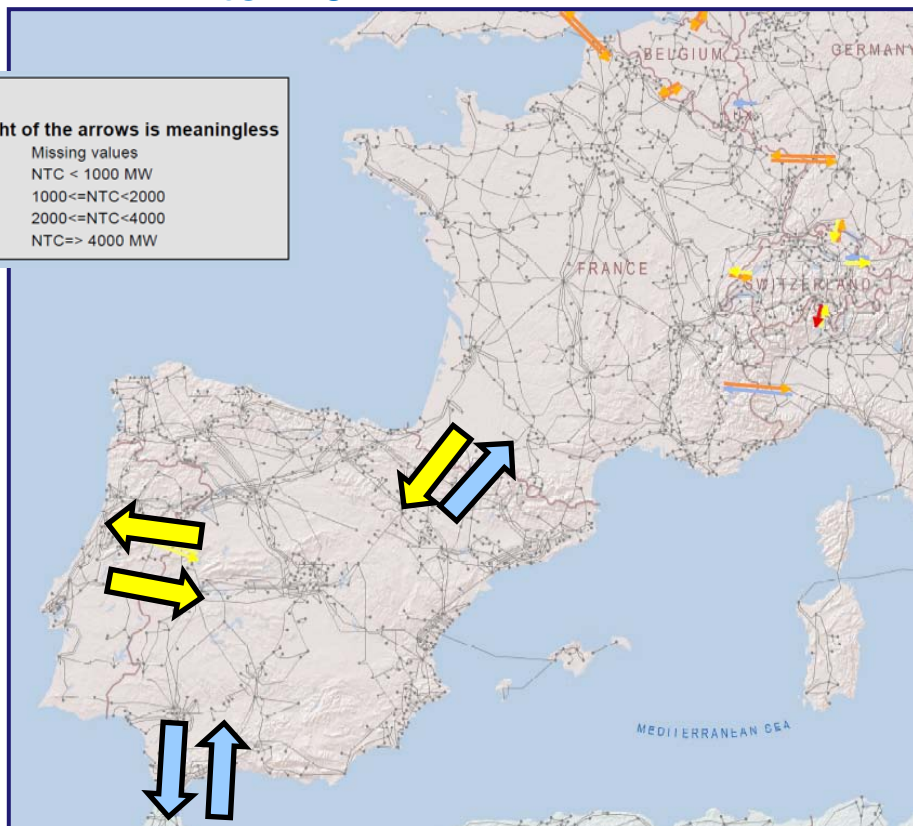 BELGIUM
GERMANY
ht of the arrows is meaningless
Missing values
NTC < 1000 MW
1000<=NTC<2000
2000<=NTC<4000
NTC=> 4000 MW
FRANCE
SWITZERLAND
MEDITERRANEAN SEA